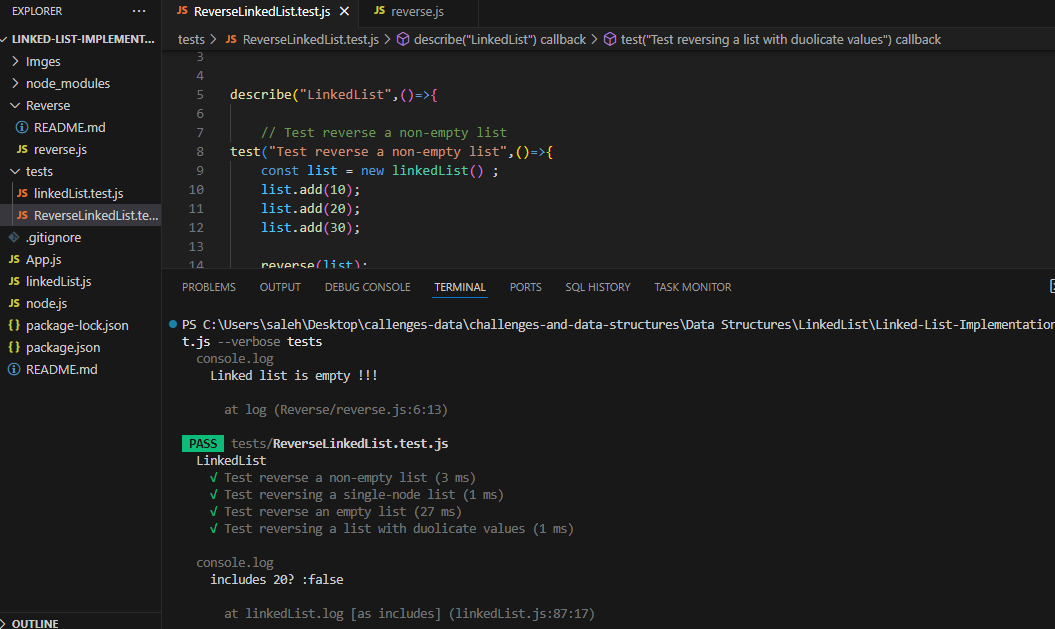 EXPLORER ···
LINKED-LIST-IMPLEMENT...
Imges
node_modules
Reverse
README.md
JS reverse.js
tests
JS linkedList.test.js
JS ReverseLinkedList.te...
.gitignore
JS App.js
JS linkedList.js
JS node.js
{} package-lock.json
{} package.json
README.md
OUTLINE
JS ReverseLinkedList.test.js ×
JS reverse.js
tests > JS ReverseLinkedList.test.js > describe("LinkedList") callback > test("Test reversing a list with duolicate values") callback
3
4
5 describe("LinkedList",()=>{
6
7 // Test reverse a non-empty list
8 test("Test reverse a non-empty list",()=>{
9 const list = new linkedList() ;
10 list.add(10);
11 list.add(20);
12 list.add(30);
13
14 reverse(list);
PROBLEMS OUTPUT DEBUG CONSOLE TERMINAL PORTS SQL HISTORY TASK MONITOR
PS C:\Users\saleh\Desktop\callenges-data\challenges-and-data-structures\Data Structures\LinkedList\Linked-List-Implementation
t.js --verbose tests
console.log
Linked list is empty !!!
at log (Reverse/reverse.js:6:13)
PASS tests/ReverseLinkedList.test.js
LinkedList
√ Test reverse a non-empty list (3 ms)
√ Test reversing a single-node list (1 ms)
√ Test reverse an empty list (27 ms)
√ Test reversing a list with duolicate values (1 ms)
console.log
includes 20? :false
at linkedList.log [as includes] (linkedList.js:87:17)